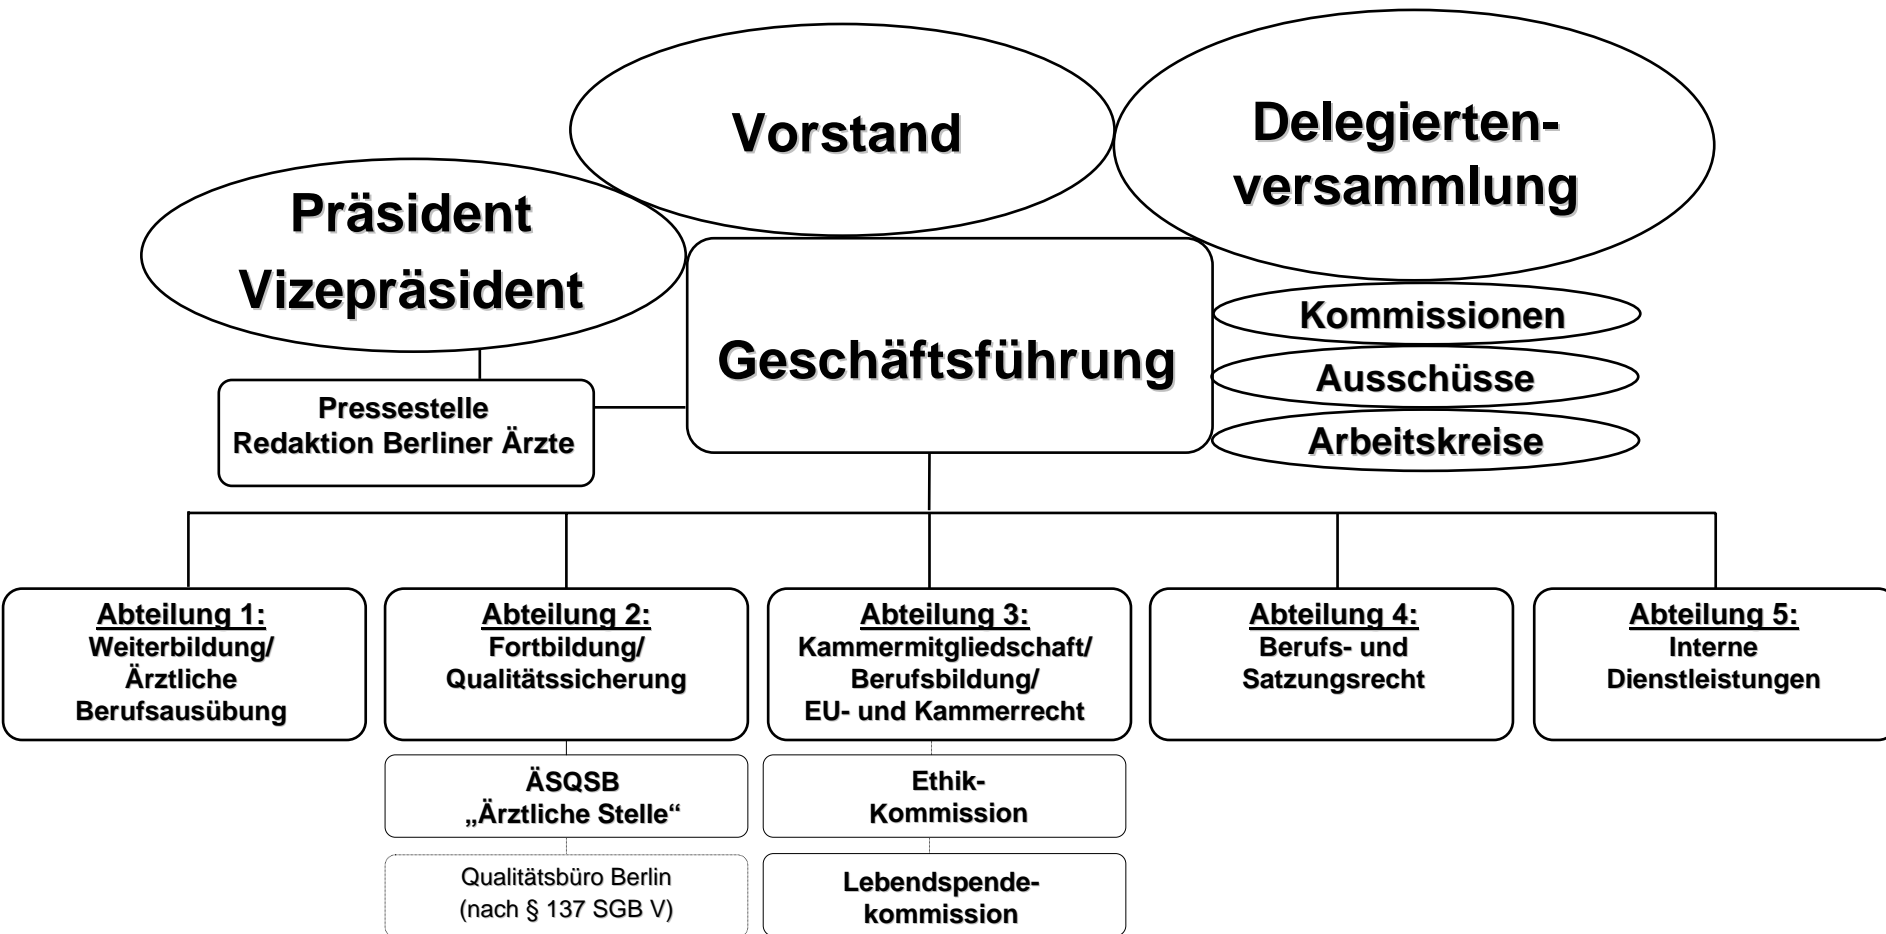 Vorstand
Delegierten-
versammlung
Präsident
Vizepräsident
Geschäftsführung
Kommissionen
Ausschüsse
Arbeitskreise
Pressestelle
Redaktion Berliner Ärzte
Abteilung 1:
Weiterbildung/
Ärztliche
Berufsausübung
Abteilung 2:
Fortbildung/
Qualitätssicherung
Abteilung 3:
Kammermitgliedschaft/
Berufsbildung/
EU- und Kammerrecht
Abteilung 4:
Berufs- und
Satzungsrecht
Abteilung 5:
Interne
Dienstleistungen
ÄSQSB
„Ärztliche Stelle“
Ethik-
Kommission
Qualitätsbüro Berlin
(nach § 137 SGB V)
Lebendspende-
kommission